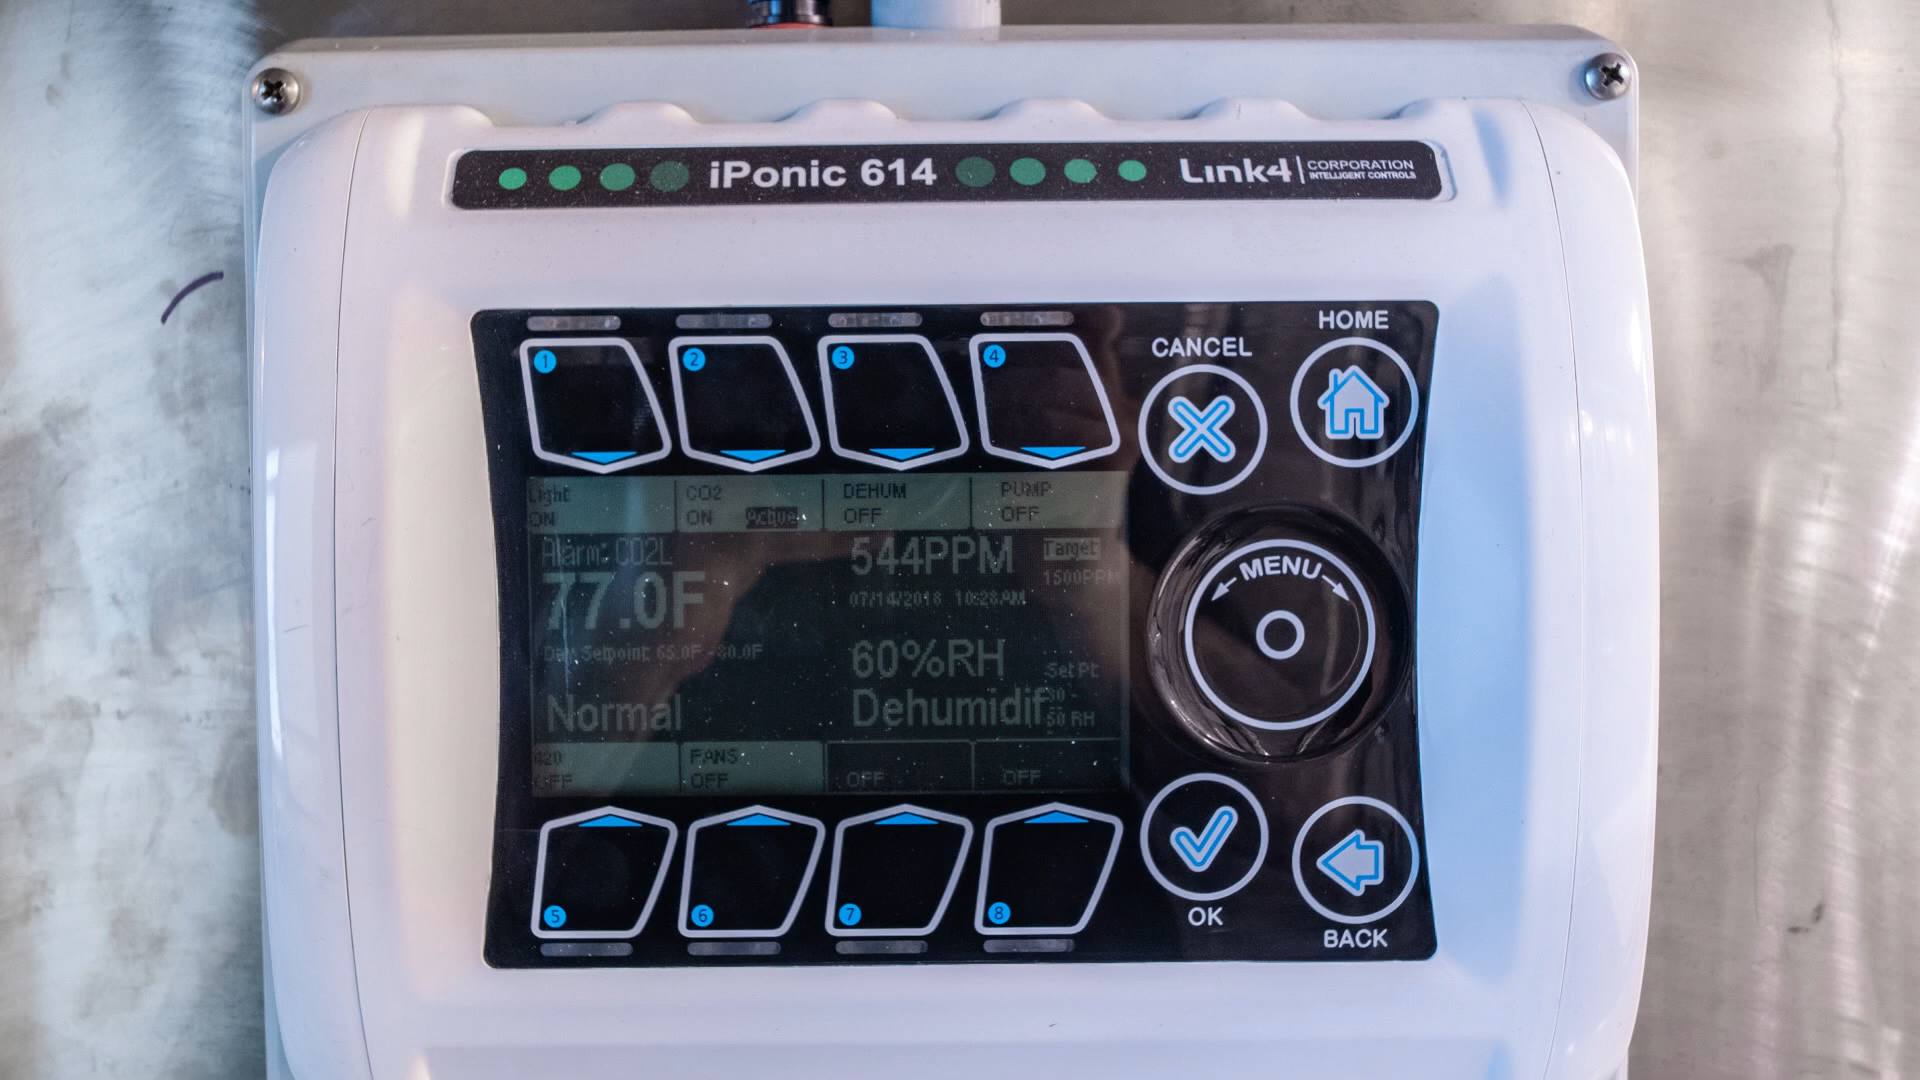 iPonic 614
Link4 CORPORATION
INTELLIGENT CONTROLS
HOME
CANCEL
1 2 3 4
Light CO2 DEHUM PUMP
ON ON Active OFF OFF
Alarm: CO2L 544PPM Target
1500PPM
77.0F 07/14/2018 10:28AM
MENU
Day Setpoint: 65.0F - 80.0F 60%RH Set Pt
Normal Dehumidif
50 RH
H2O FANS
OFF OFF OFF OFF
5 6 7 8
OK
BACK